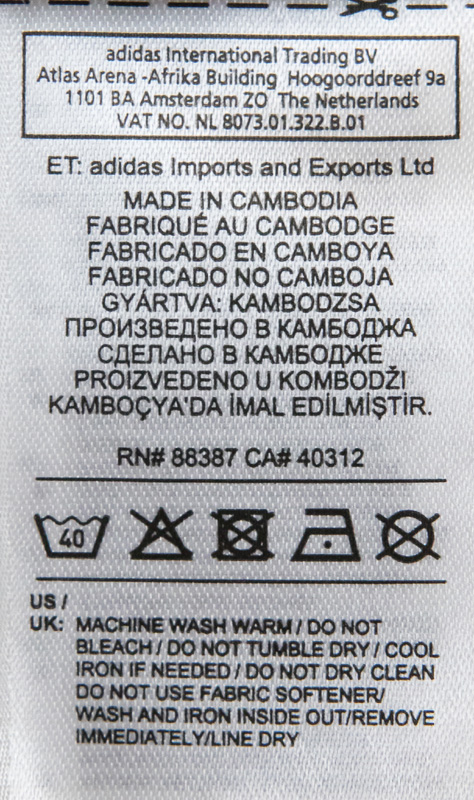 adidas International Trading BV
Atlas Arena -Afrika Building Hoogoorddreef 9a
1101 BA Amsterdam ZO The Netherlands
VAT NO. NL 8073.01.322.B.01
ET: adidas Imports and Exports Ltd
MADE IN CAMBODIA
FABRIQUÉ AU CAMBODGE
FABRICADO EN CAMBOYA
FABRICADO NO CAMBOJA
GYÁRTVA: KAMBODZSA
ПРОИЗВЕДЕНО В КАМБОДЖА
СДЕЛАНО В КАМБОДЖЕ
PROIZVEDENO U KOMBODŽI
KAMBOÇYA'DA İMAL EDİLMİŞTİR.
RN# 88387 CA# 40312
40
US /
UK: MACHINE WASH WARM / DO NOT
BLEACH / DO NOT TUMBLE DRY / COOL
IRON IF NEEDED / DO NOT DRY CLEAN
DO NOT USE FABRIC SOFTENER/
WASH AND IRON INSIDE OUT/REMOVE
IMMEDIATELY/LINE DRY